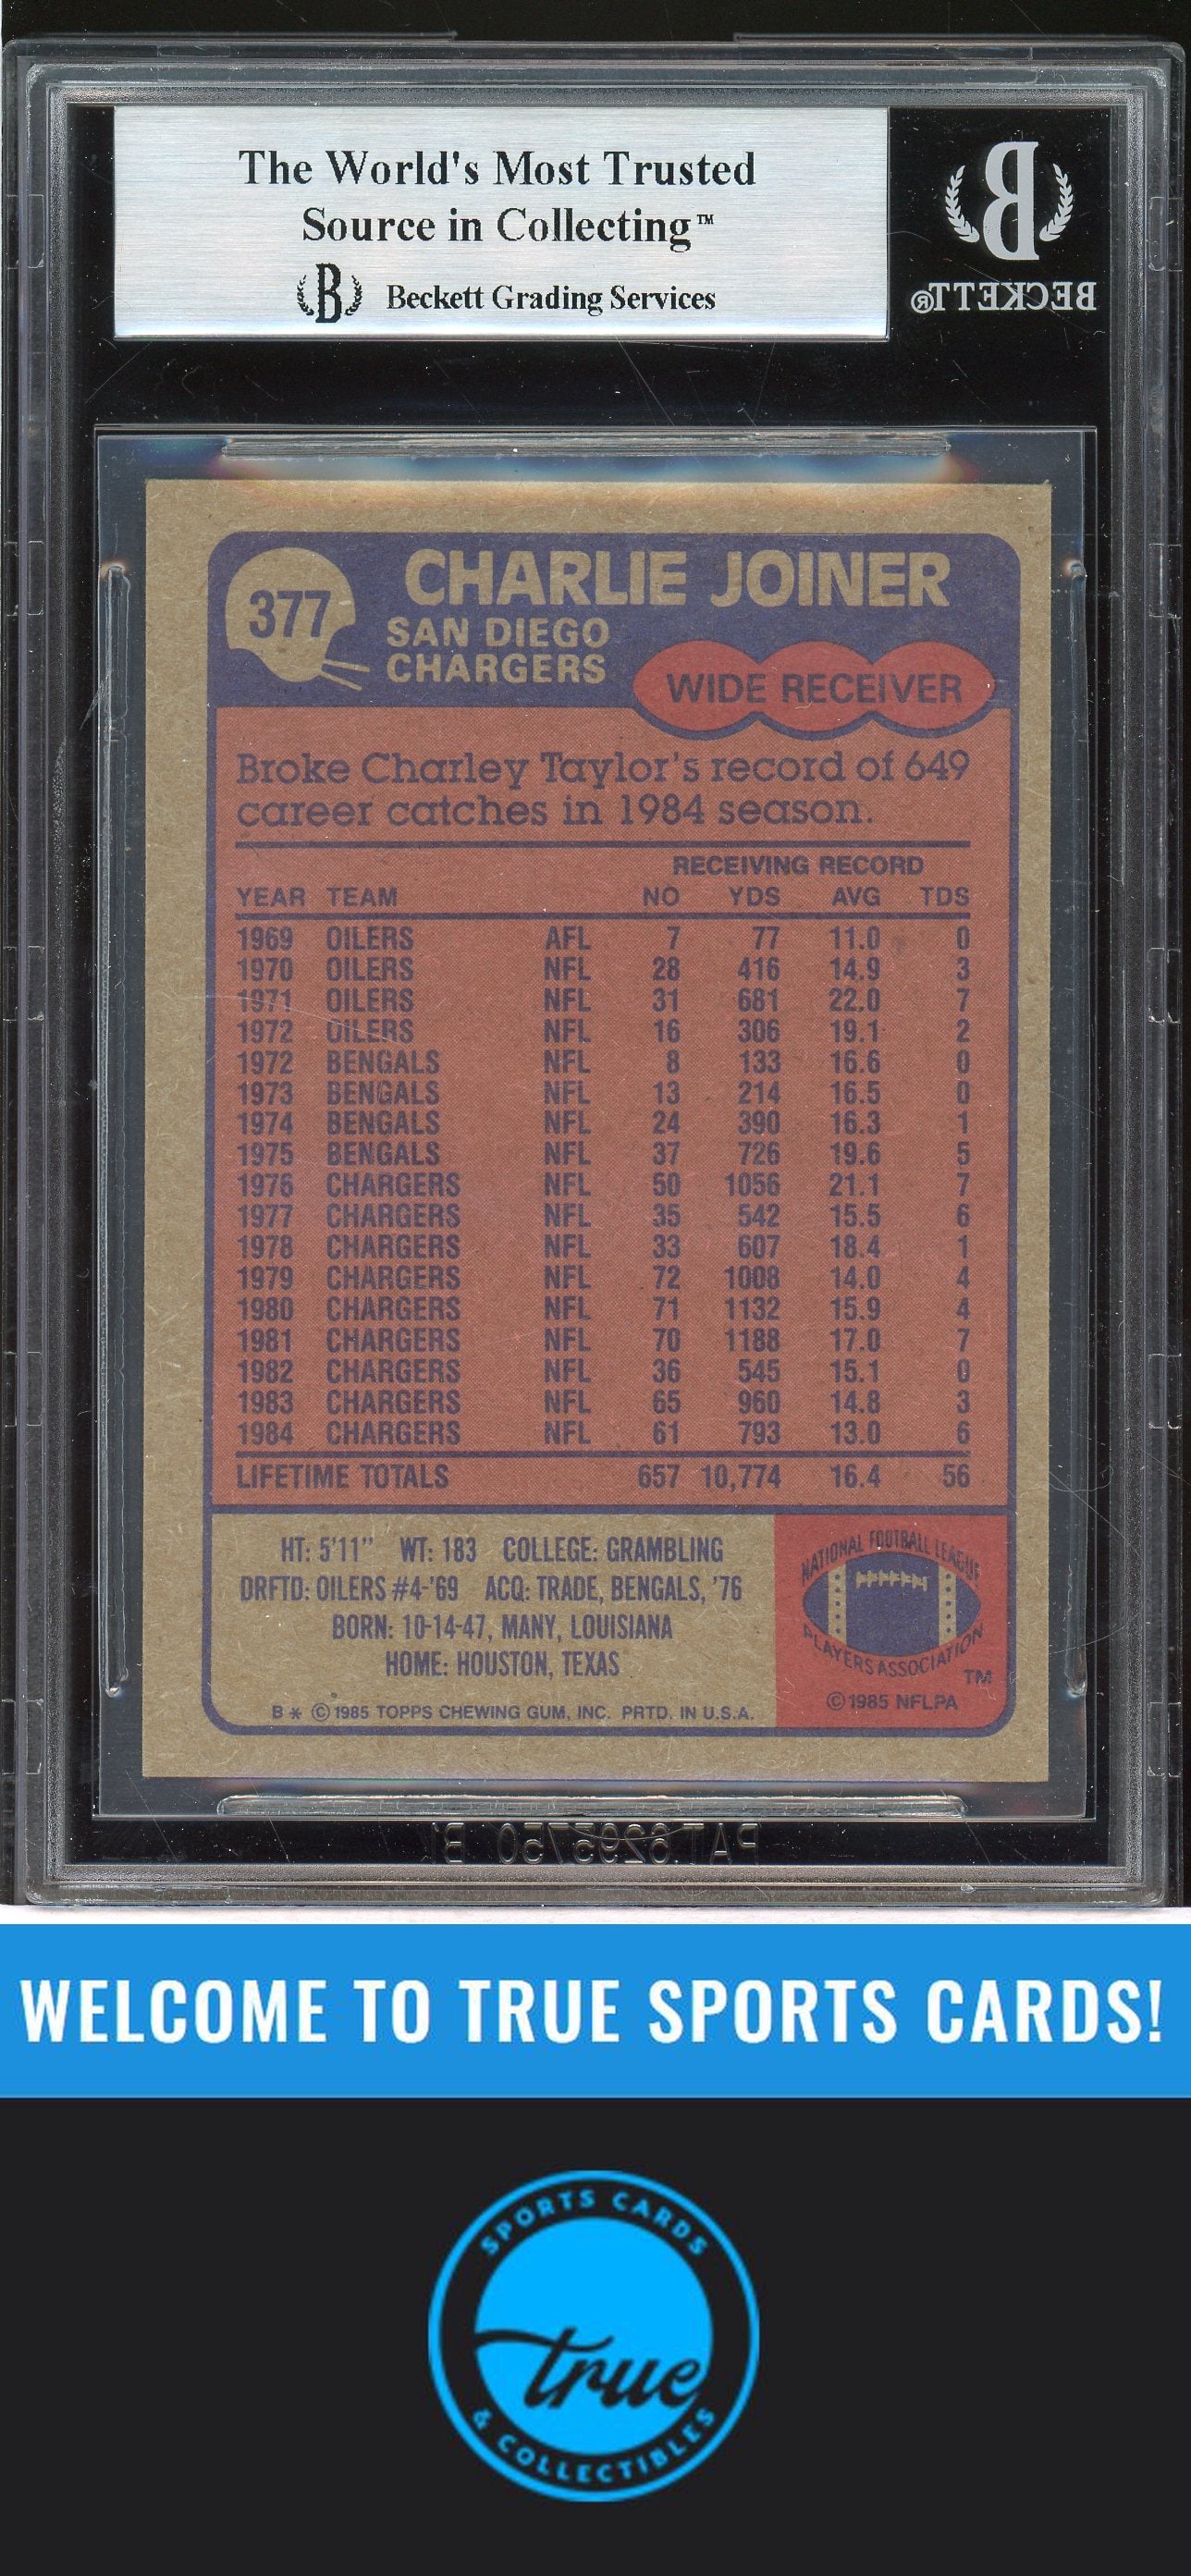 The World's Most Trusted
Source in Collecting™
B Beckett Grading Services
B
BECKETT®
377
CHARLIE JOINER
SAN DIEGO
CHARGERS
WIDE RECEIVER
Broke Charley Taylor's record of 649
career catches in 1984 season.
RECEIVING RECORD
YEAR TEAM NO YDS AVG TDS
1969 OILERS AFL 7 77 11.0 0
1970 OILERS NFL 28 416 14.9 3
1971 OILERS NFL 31 681 22.0 7
1972 OILERS NFL 16 306 19.1 2
1972 BENGALS NFL 8 133 16.6 0
1973 BENGALS NFL 13 214 16.5 0
1974 BENGALS NFL 24 390 16.3 1
1975 BENGALS NFL 37 726 19.6 5
1976 CHARGERS NFL 50 1056 21.1 7
1977 CHARGERS NFL 35 542 15.5 6
1978 CHARGERS NFL 33 607 18.4 1
1979 CHARGERS NFL 72 1008 14.0 4
1980 CHARGERS NFL 71 1132 15.9 4
1981 CHARGERS NFL 70 1188 17.0 7
1982 CHARGERS NFL 36 545 15.1 0
1983 CHARGERS NFL 65 960 14.8 3
1984 CHARGERS NFL 61 793 13.0 6
LIFETIME TOTALS 657 10,774 16.4 56
HT: 5'11" WT: 183 COLLEGE: GRAMBLING
DRFTD: OILERS #4-'69 ACQ: TRADE, BENGALS, '76
BORN: 10-14-47, MANY, LOUISIANA
HOME: HOUSTON, TEXAS
B* ©1985 TOPPS CHEWING GUM, INC. PRTD. IN U.S.A.
NATIONAL FOOTBALL LEAGUE
PLAYERS ASSOCIATION
TM
©1985 NFLPA
PAT.6295750 B1
WELCOME TO TRUE SPORTS CARDS!
SPORTS CARDS
true
& COLLECTIBLES